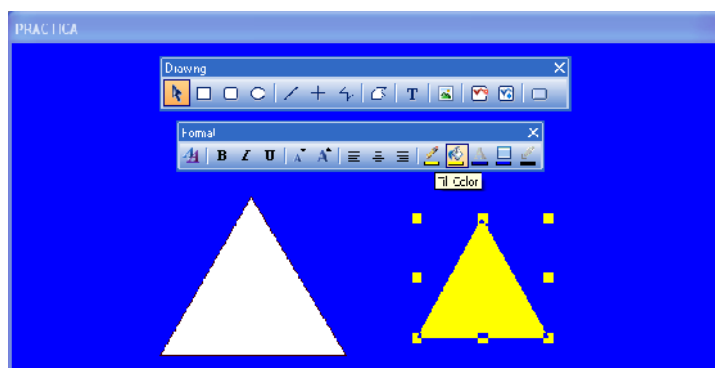 PRACTICA
Drawing
T
Format
A B I U A A A
Fill Color